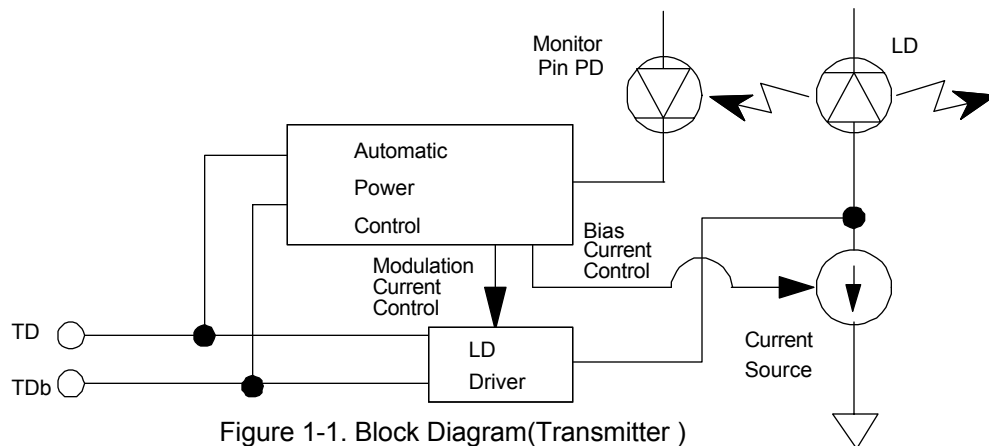 Monitor
Pin PD
LD
Automatic
Power
Control
Bias
Current
Control
Modulation
Current
Control
TD
LD
Driver
TDb
Current
Source
Figure 1-1. Block Diagram(Transmitter )